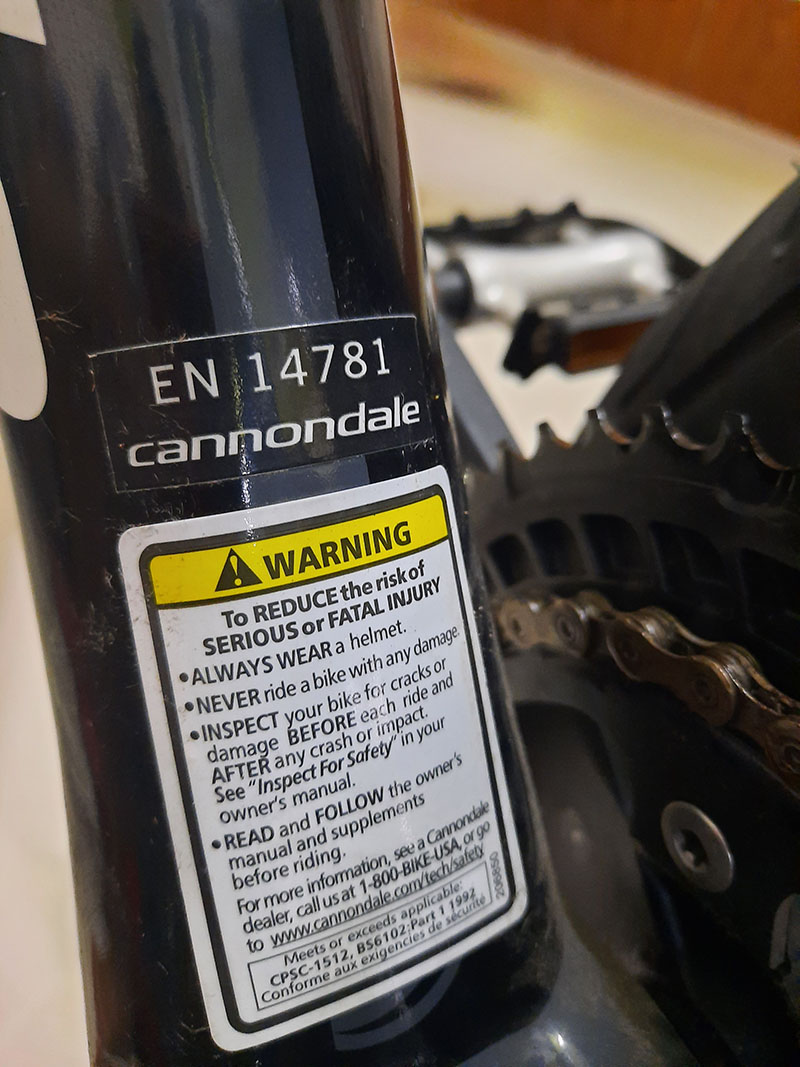 EN 14781
cannondale
WARNING
To REDUCE the risk of
SERIOUS or FATAL INJURY
•ALWAYS WEAR a helmet.
•NEVER ride a bike with any damage.
•INSPECT your bike for cracks or
damage BEFORE each ride and
AFTER any crash or impact.
See "Inspect For Safety" in your
owner's manual.
•READ and FOLLOW the owner's
manual and supplements
before riding.
For more information, see a Cannondale
dealer, call us at 1-800-BIKE-USA, or go
to www.cannondale.com/tech/safety
Meets or exceeds applicable:
CPSC-1512, BS6102:Part 1 1992
Conforme aux exigencies de sécurité